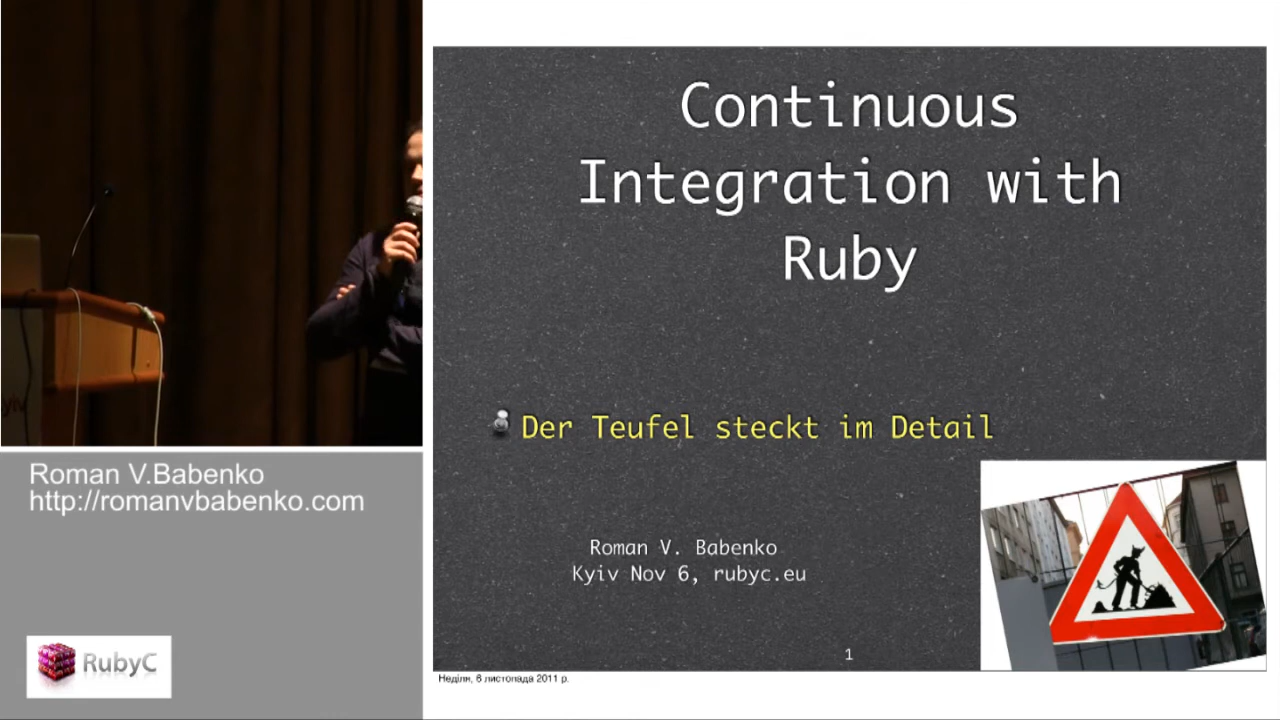 Continuous
Integration with
Ruby
Der Teufel steckt im Detail
Roman V. Babenko
Kyiv Nov 6, rubyc.eu
1
Неділя, 6 листопада 2011 р.
Roman V.Babenko
http://romanvbabenko.com
RubyC